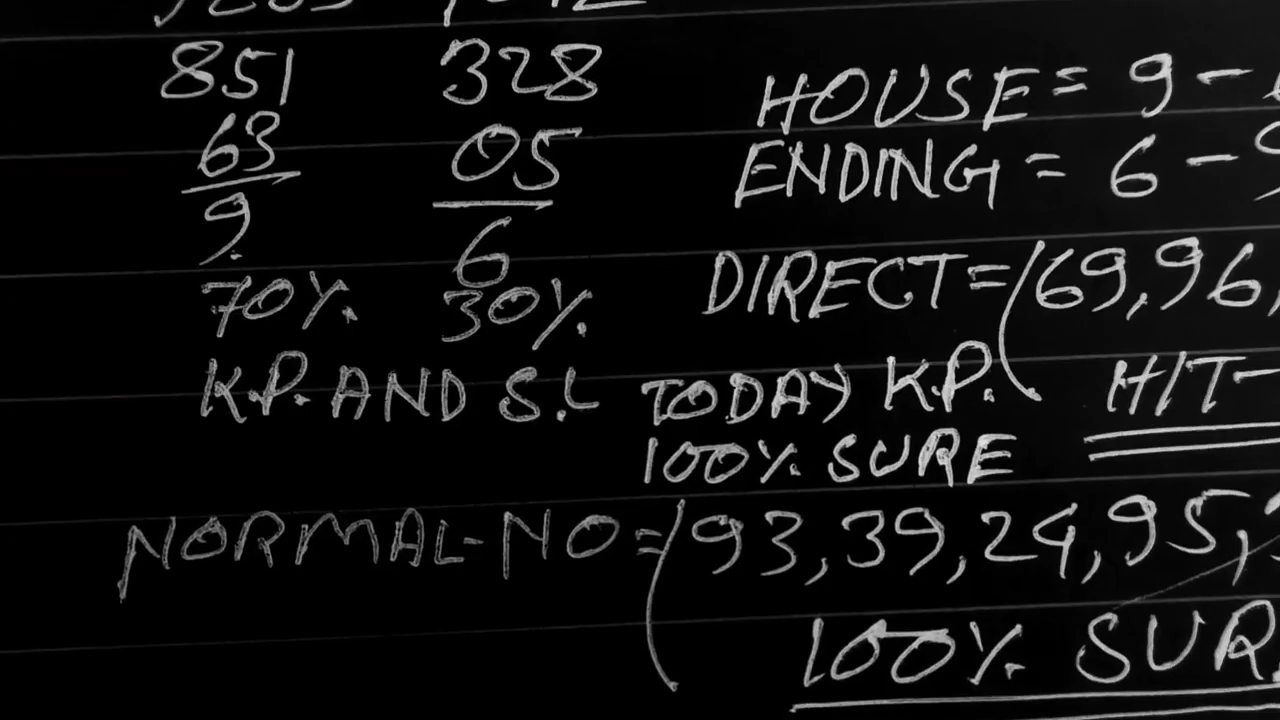 851 328
63 05
9 6
70% 30%
K.P. AND S.L
HOUSE = 9 -
ENDING = 6 -
DIRECT = (69, 96,
TODAY K.P. HIT-
100% SURE
NORMAL-NO = (93, 39, 24, 95,
100% SUR